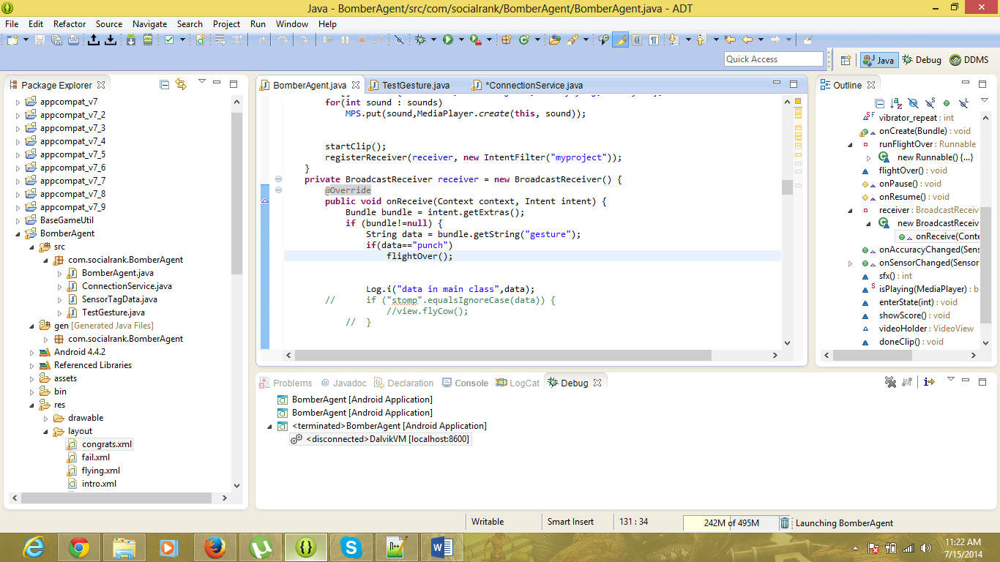 Java - BomberAgent/src/com/socialrank/BomberAgent/BomberAgent.java - ADT
File Edit Refactor Source Navigate Search Project Run Window Help
Quick Access
Java Debug DDMS
Package Explorer
appcompat_v7
appcompat_v7_2
appcompat_v7_3
appcompat_v7_4
appcompat_v7_5
appcompat_v7_6
appcompat_v7_7
appcompat_v7_8
appcompat_v7_9
BaseGameUtil
BomberAgent
src
com.socialrank.BomberAgent
BomberAgent.java
ConnectionService.java
SensorTagData.java
TestGesture.java
gen [Generated Java Files]
com.socialrank.BomberAgent
Android 4.4.2
Referenced Libraries
assets
bin
res
drawable
layout
congrats.xml
fail.xml
flying.xml
intro.xml
BomberAgent.java TestGesture.java *ConnectionService.java
for(int sound : sounds)
MPS.put(sound,MediaPlayer.create(this, sound));
startClip();
registerReceiver(receiver, new IntentFilter("myproject"));
}
private BroadcastReceiver receiver = new BroadcastReceiver() {
@Override
public void onReceive(Context context, Intent intent) {
Bundle bundle = intent.getExtras();
if (bundle!=null) {
String data = bundle.getString("gesture");
if(data=="punch")
flightOver();
Log.i("data in main class",data);
// if ("stomp".equalsIgnoreCase(data)) {
//view.flyCow();
// }
Outline
vibrator_repeat : int
onCreate(Bundle) : void
runFlightOver : Runnable
new Runnable() {...}
flightOver() : void
onPause() : void
onResume() : void
receiver : BroadcastReceiv
new BroadcastReceiv
onReceive(Conte
onAccuracyChanged(Sens
onSensorChanged(Sensor
sfx() : int
isPlaying(MediaPlayer) : b
enterState(int) : void
showScore() : void
videoHolder : VideoView
doneClip() : void
Problems @ Javadoc Declaration Console LogCat Debug
BomberAgent [Android Application]
BomberAgent [Android Application]
<terminated>BomberAgent [Android Application]
<disconnected>DalvikVM [localhost:8600]
Writable Smart Insert 131 : 34 242M of 495M Launching BomberAgent
11:22 AM
7/15/2014